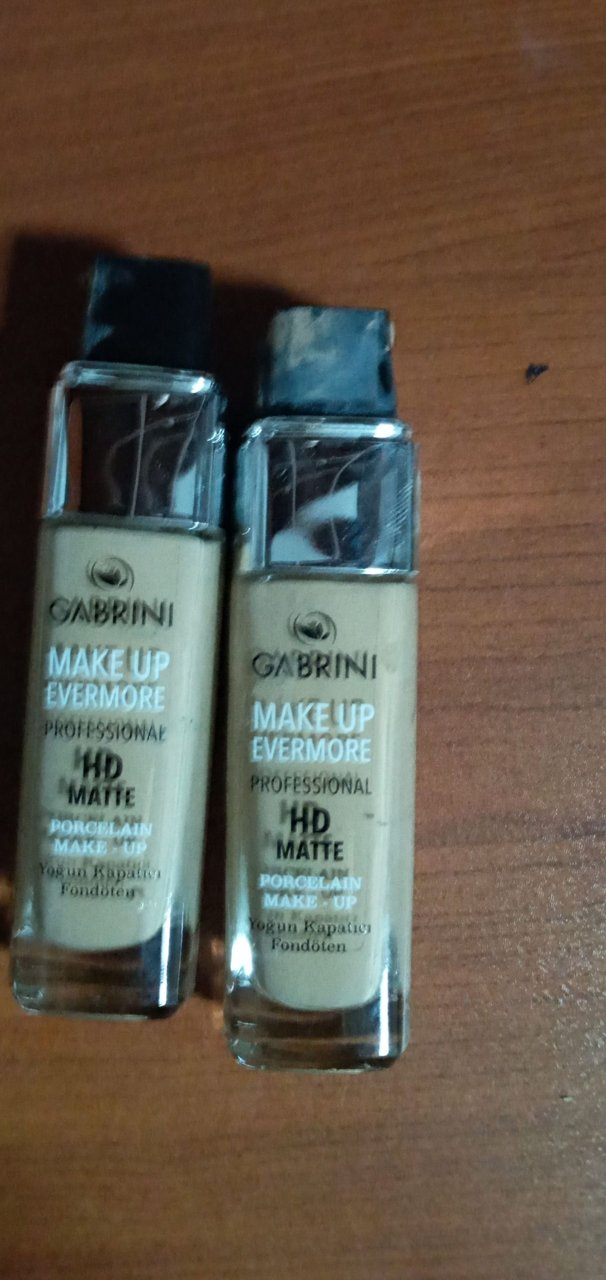 GABRINI
MAKE UP
EVERMORE
PROFESSIONAL
HD
MATTE
PORCELAIN
MAKE - UP
Yoğun Kapatıcı
Fondöten
GABRINI
MAKE UP
EVERMORE
PROFESSIONAL
HD
MATTE
PORCELAIN
MAKE - UP
Yoğun Kapatıcı
Fondöten